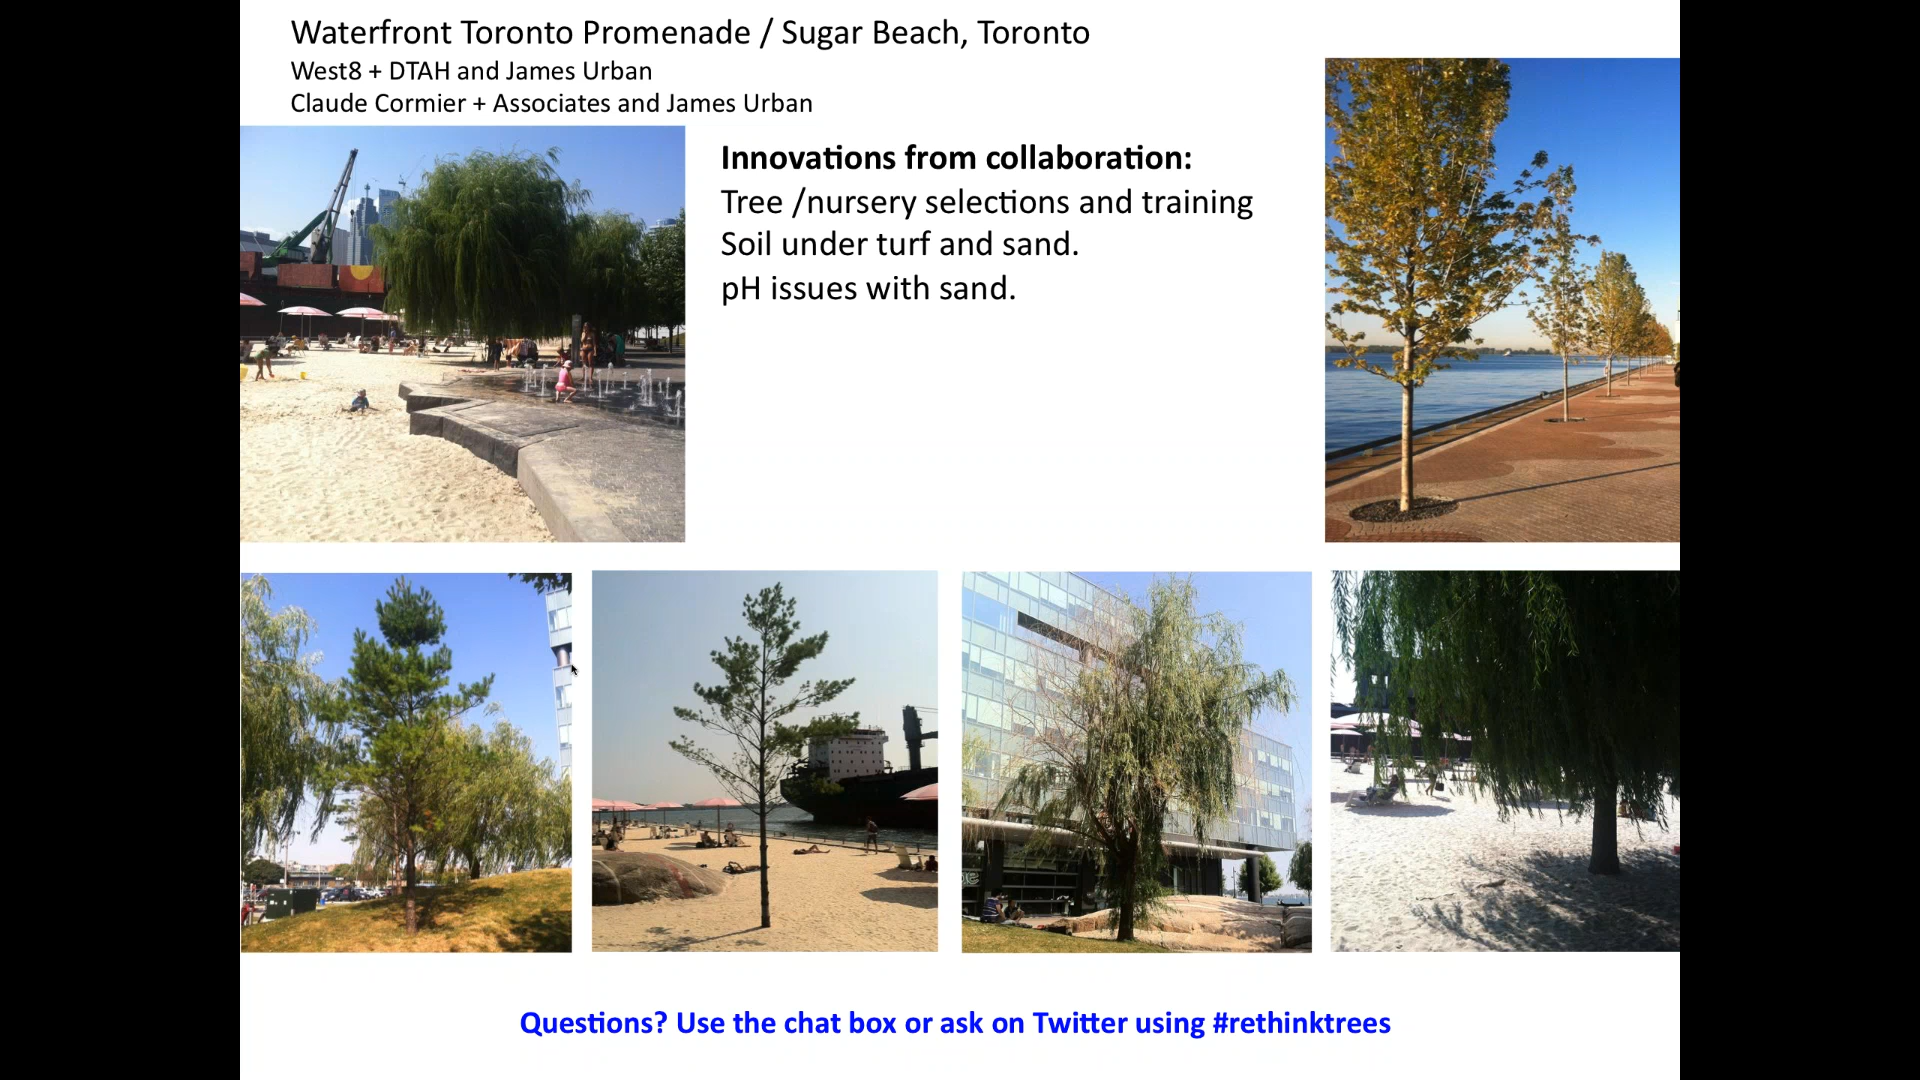 Waterfront Toronto Promenade / Sugar Beach, Toronto
West8 + DTAH and James Urban
Claude Cormier + Associates and James Urban
Innovations from collaboration:
Tree /nursery selections and training
Soil under turf and sand.
pH issues with sand.
Questions? Use the chat box or ask on Twitter using #rethinktrees